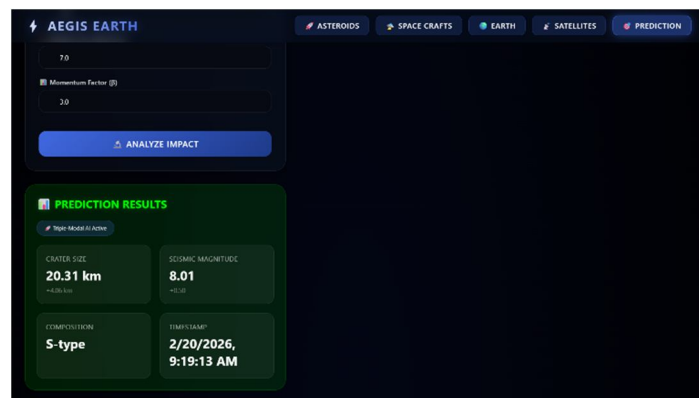 AEGIS EARTH
ASTEROIDS
SPACE CRAFTS
EARTH
SATELLITES
PREDICTION
7.0
Momentum Factor (β)
3.0
ANALYZE IMPACT
PREDICTION RESULTS
Triple-Modal AI Active
CRATER SIZE
20.31 km
SEISMIC MAGNITUDE
8.01
COMPOSITION
S-type
TIMESTAMP
2/20/2026,
9:19:13 AM